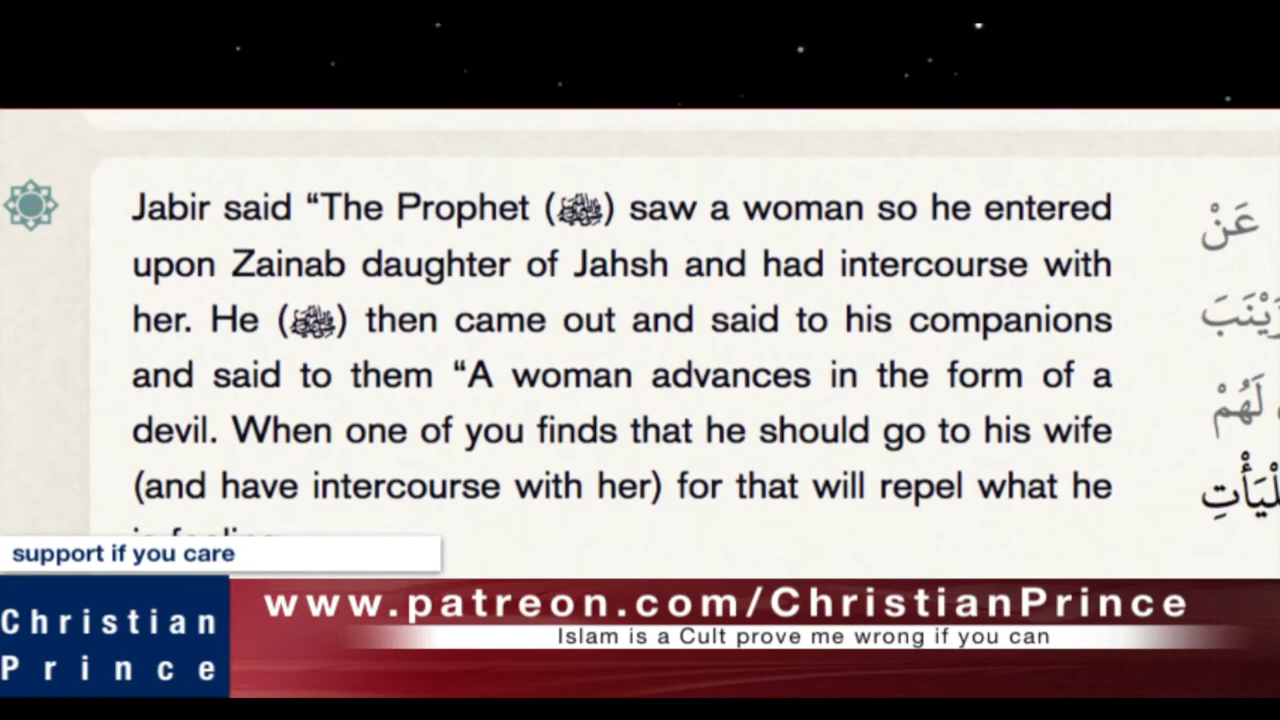 Jabir said “The Prophet (ﷺ) saw a woman so he entered
upon Zainab daughter of Jahsh and had intercourse with
her. He (ﷺ) then came out and said to his companions
and said to them “A woman advances in the form of a
devil. When one of you finds that he should go to his wife
(and have intercourse with her) for that will repel what he
is feeling
عَنْ
زَيْنَبَ
لَهُمْ
support if you care
Christian
Prince
www.patreon.com/ChristianPrince
Islam is a Cult prove me wrong if you can